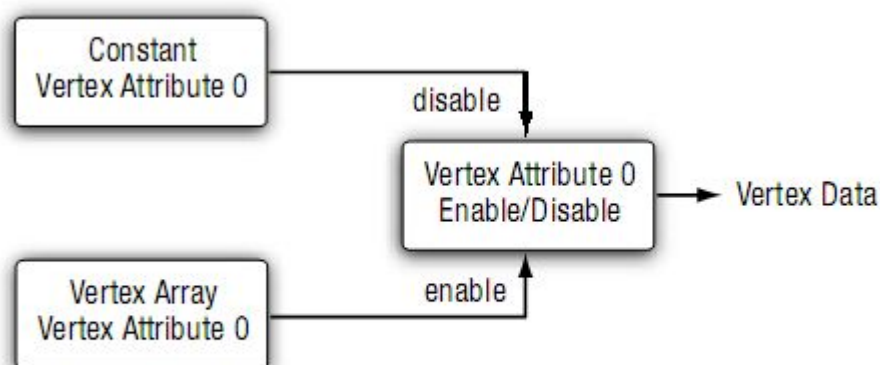 Constant
Vertex Attribute 0
disable
Vertex Attribute 0
Enable/Disable
Vertex Data
enable
Vertex Array
Vertex Attribute 0